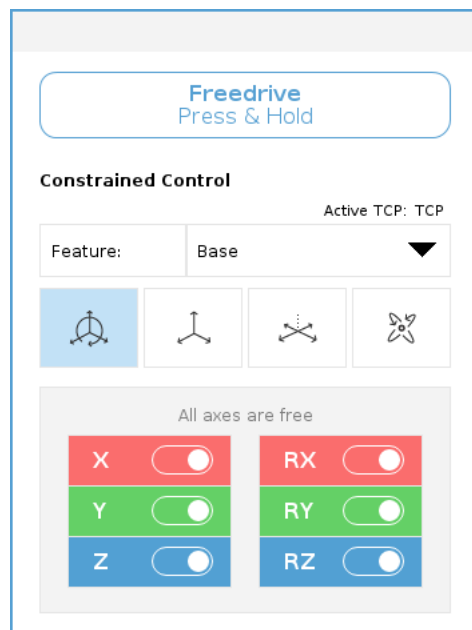 Freedrive
Press & Hold
Constrained Control
Active TCP: TCP
Feature: Base
All axes are free
X RX
Y RY
Z RZ